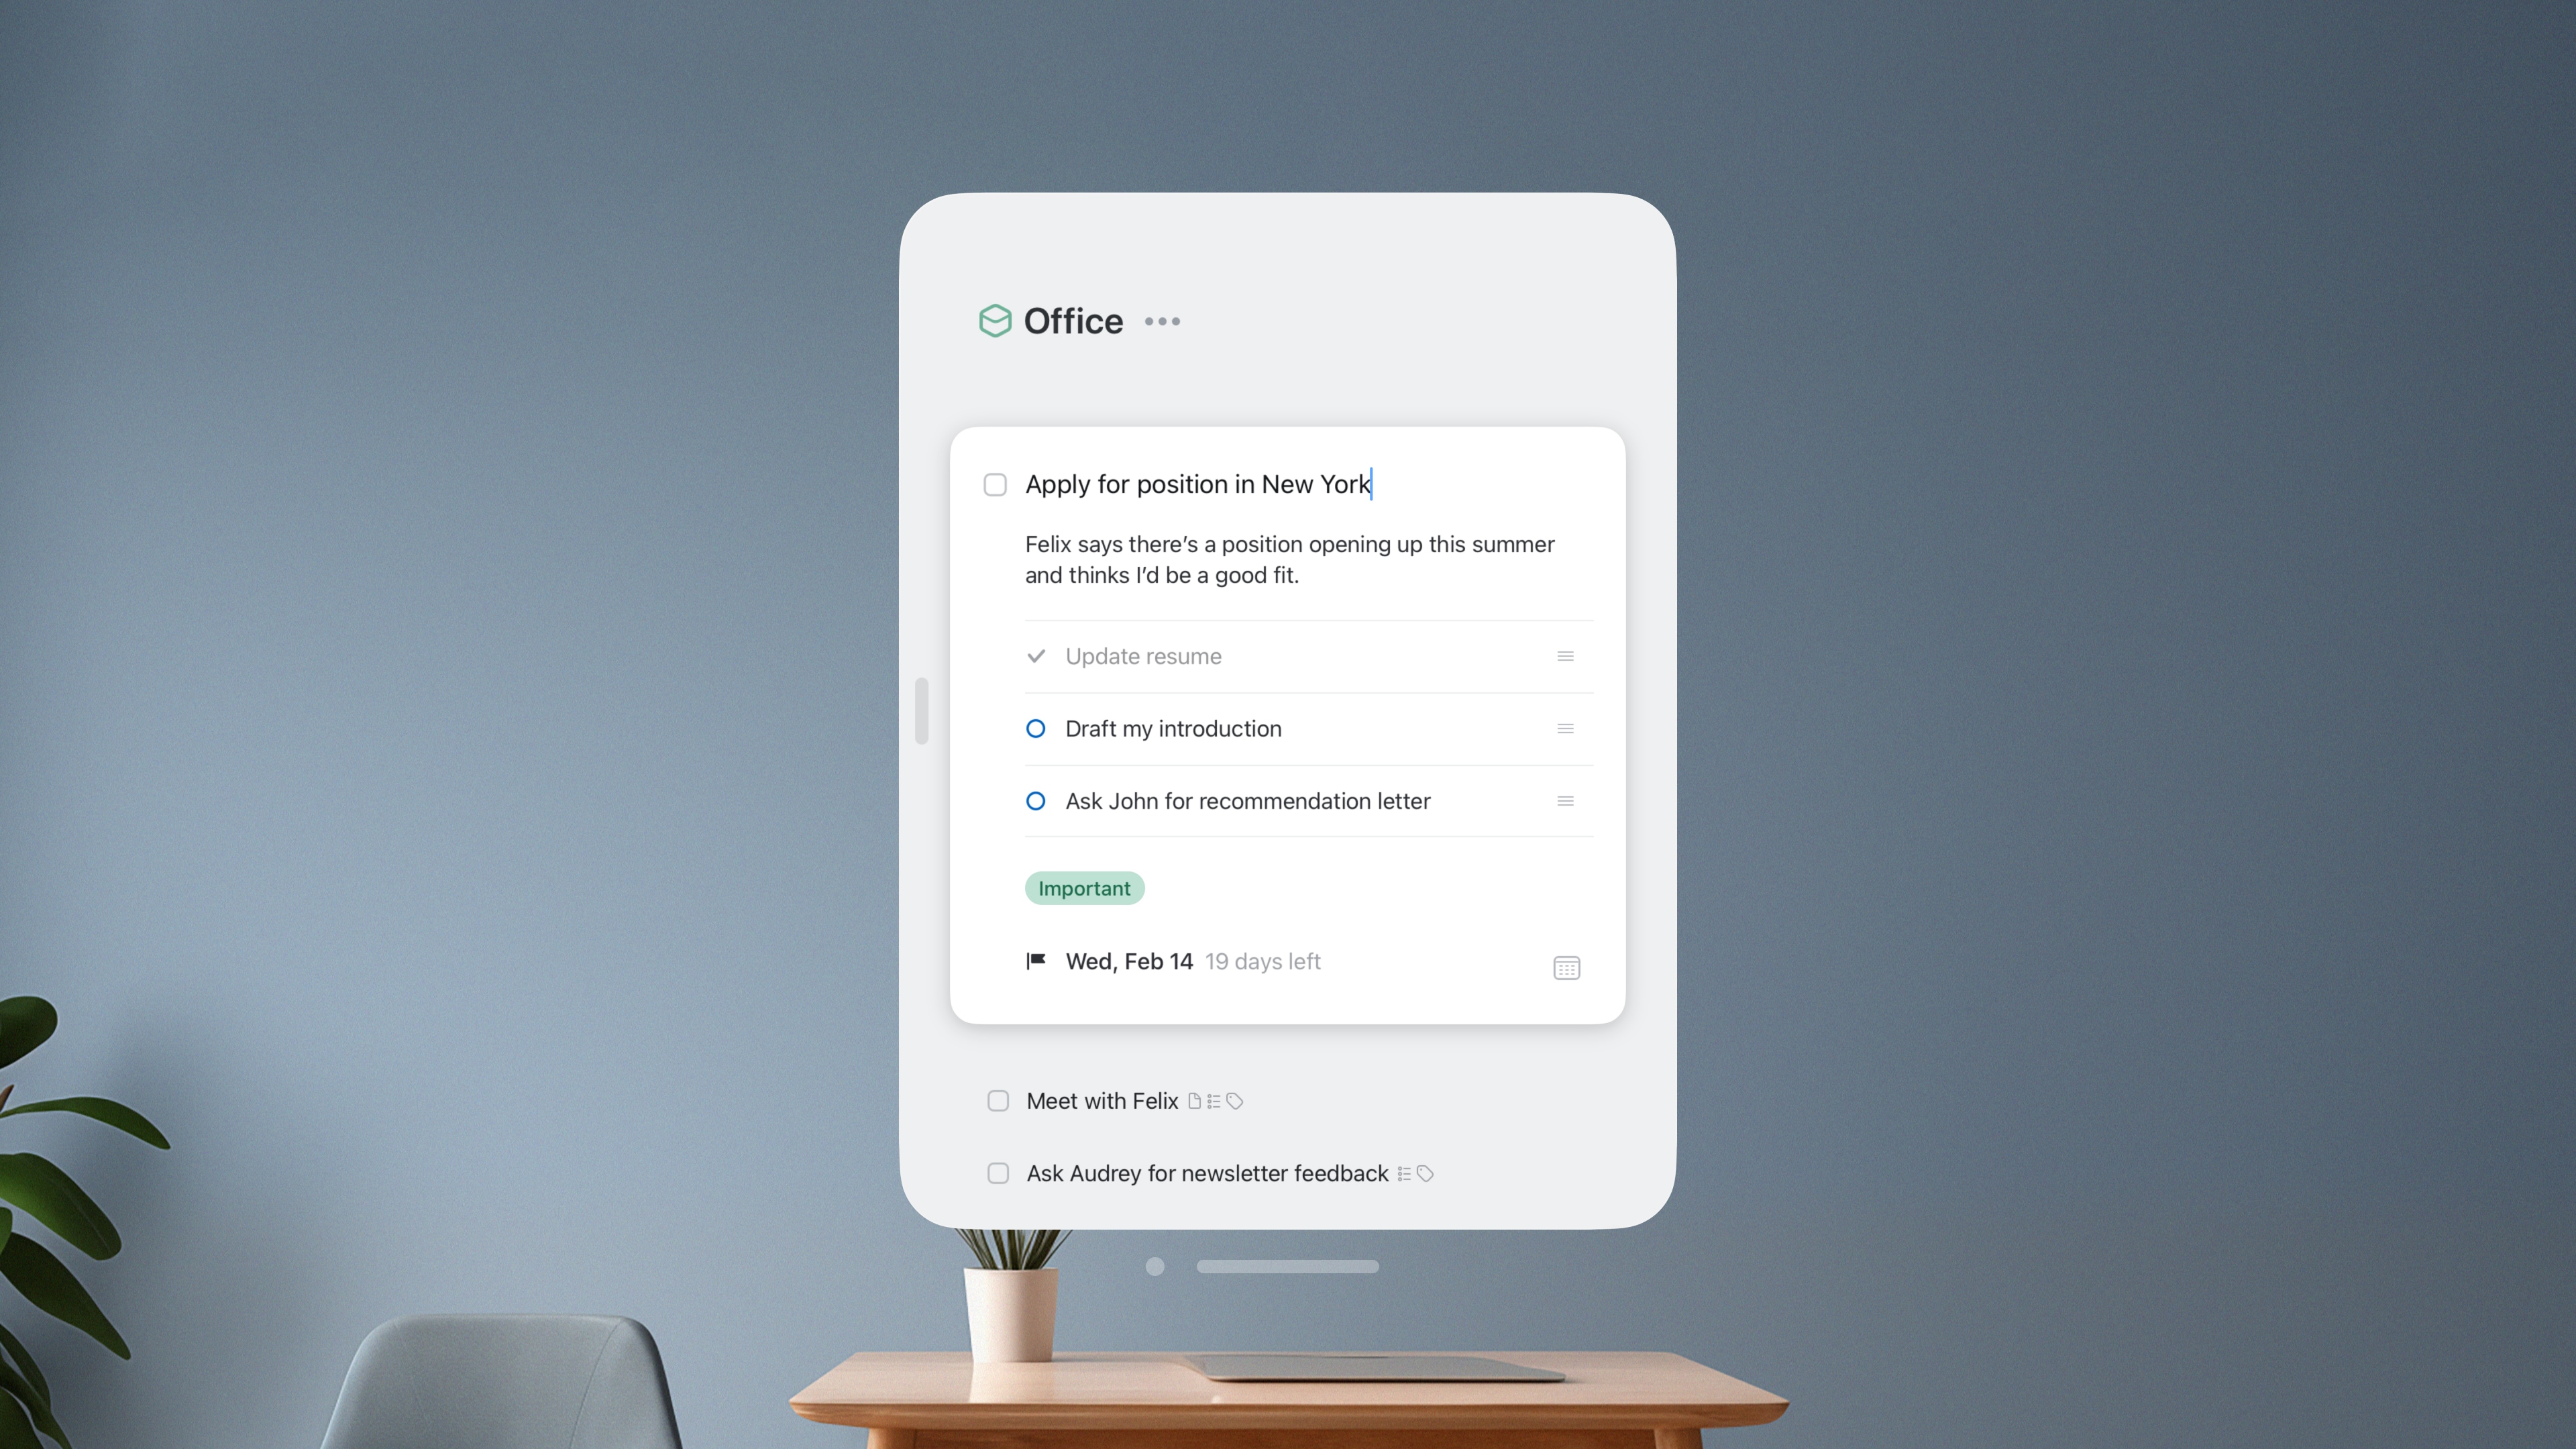 Office
Apply for position in New York
Felix says there’s a position opening up this summer
and thinks I’d be a good fit.
Update resume
Draft my introduction
Ask John for recommendation letter
Important
Wed, Feb 14 19 days left
Meet with Felix
Ask Audrey for newsletter feedback